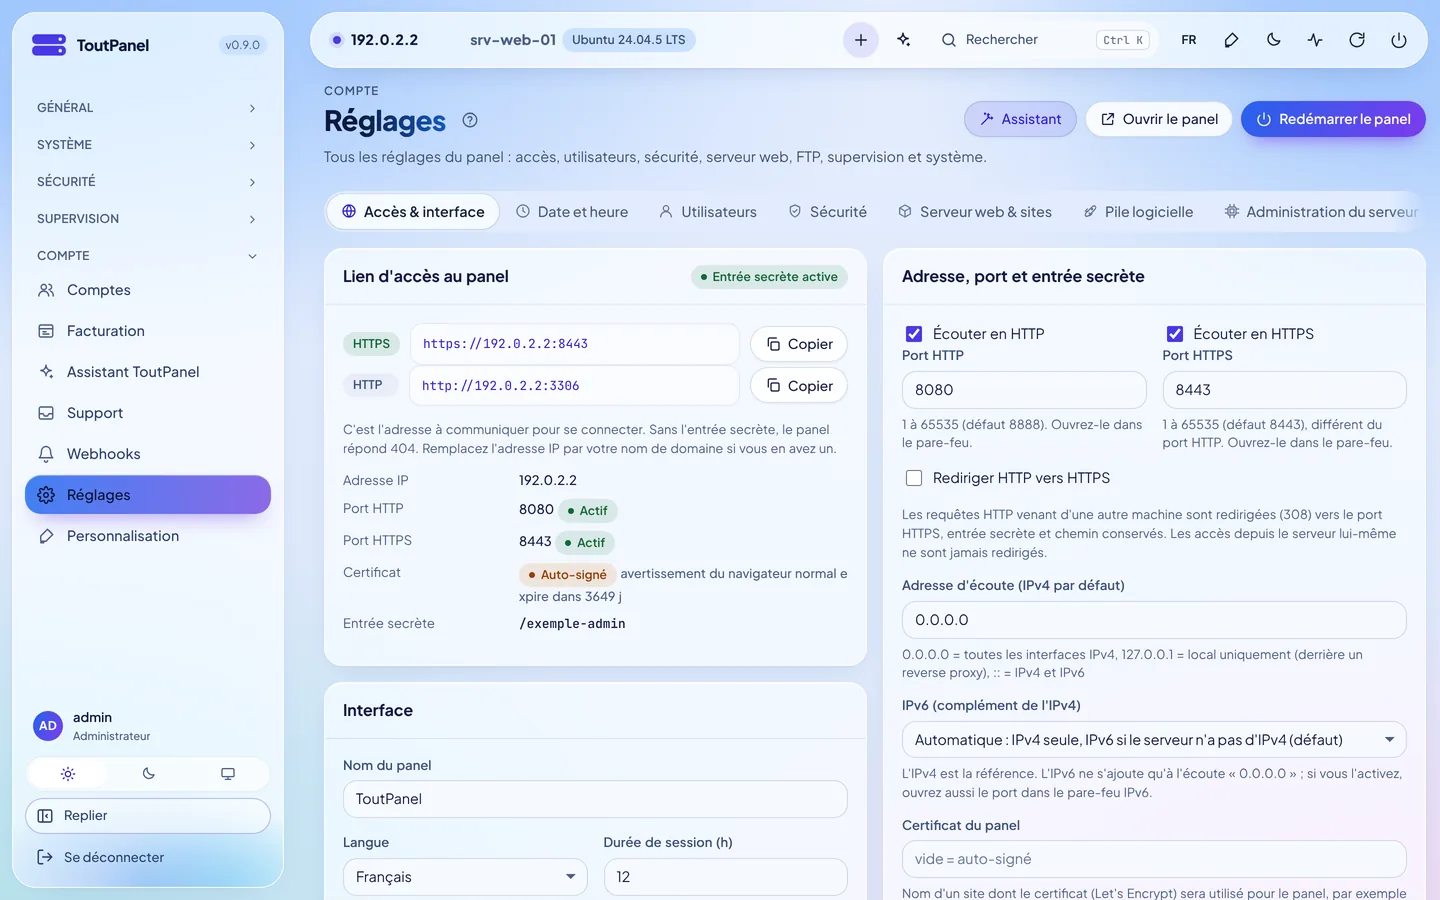 ToutPanel
v0.9.0
GÉNÉRAL
SYSTÈME
SÉCURITÉ
SUPERVISION
COMPTE
Comptes
Facturation
Assistant ToutPanel
Support
Webhooks
Réglages
Personnalisation
AD
admin
Administrateur
Replier
Se déconnecter
192.0.2.2
srv-web-01
Ubuntu 24.04.5 LTS
Rechercher
Ctrl K
FR
COMPTE
Réglages
Assistant
Ouvrir le panel
Redémarrer le panel
Tous les réglages du panel : accès, utilisateurs, sécurité, serveur web, FTP, supervision et système.
Accès & interface
Date et heure
Utilisateurs
Sécurité
Serveur web & sites
Pile logicielle
Administration du serveur
Lien d'accès au panel
Entrée secrète active
HTTPS
https://192.0.2.2:8443
Copier
HTTP
http://192.0.2.2:3306
Copier
C'est l'adresse à communiquer pour se connecter. Sans l'entrée secrète, le panel
répond 404. Remplacez l'adresse IP par votre nom de domaine si vous en avez un.
Adresse IP
192.0.2.2
Port HTTP
8080
Actif
Port HTTPS
8443
Actif
Certificat
Auto-signé
avertissement du navigateur normal e
xpire dans 3649 j
Entrée secrète
/exemple-admin
Interface
Nom du panel
ToutPanel
Langue
Durée de session (h)
Français
12
Adresse, port et entrée secrète
Écouter en HTTP
Écouter en HTTPS
Port HTTP
Port HTTPS
8080
8443
1 à 65535 (défaut 8888). Ouvrez-le dans
le pare-feu.
1 à 65535 (défaut 8443), différent du
port HTTP. Ouvrez-le dans le pare-feu.
Rediriger HTTP vers HTTPS
Les requêtes HTTP venant d'une autre machine sont redirigées (308) vers le port
HTTPS, entrée secrète et chemin conservés. Les accès depuis le serveur lui-même
ne sont jamais redirigés.
Adresse d'écoute (IPv4 par défaut)
0.0.0.0
0.0.0.0 = toutes les interfaces IPv4, 127.0.0.1 = local uniquement (derrière un
reverse proxy), :: = IPv4 et IPv6
IPv6 (complément de l'IPv4)
Automatique : IPv4 seule, IPv6 si le serveur n'a pas d'IPv4 (défaut)
L'IPv4 est la référence. L'IPv6 ne s'ajoute qu'à l'écoute « 0.0.0.0 » ; si vous l'activez,
ouvrez aussi le port dans le pare-feu IPv6.
Certificat du panel
vide = auto-signé
Nom d'un site dont le certificat (Let's Encrypt) sera utilisé pour le panel, par exemple